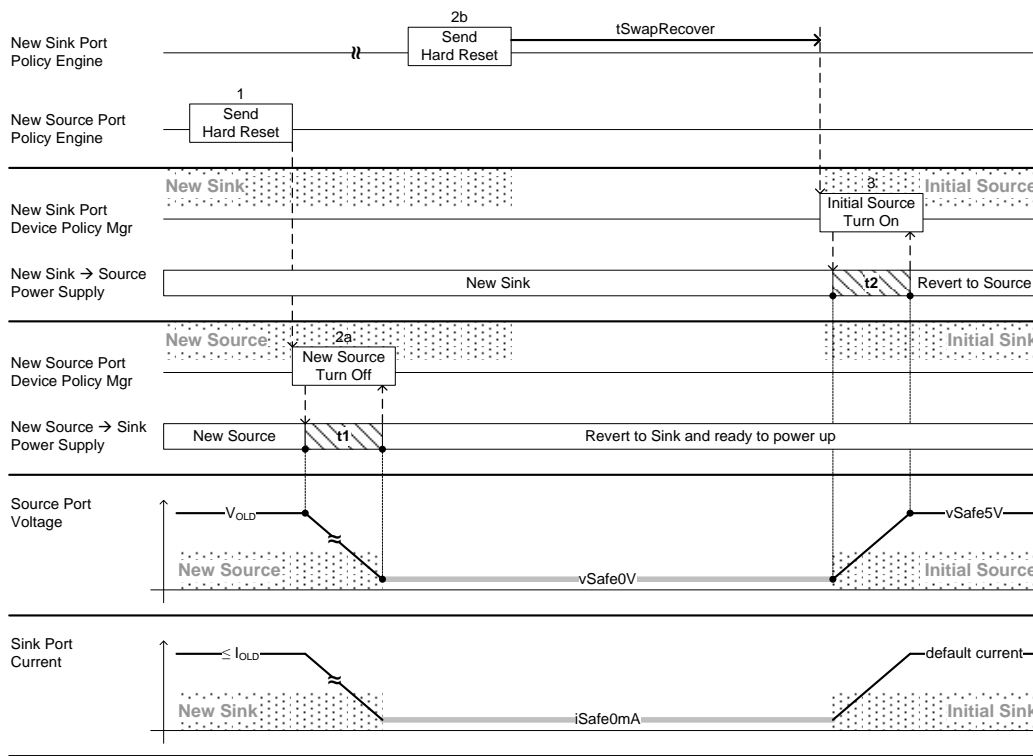 2b
New Sink Port
Policy Engine
Send
Hard Reset
tSwapRecover
1
New Source Port
Policy Engine
Send
Hard Reset
New Sink
Initial Source
3
New Sink Port
Device Policy Mgr
Initial Source
Turn On
New Sink → Source
Power Supply
New Sink
t2
Revert to Source
New Source
Initial Sink
2a
New Source Port
Device Policy Mgr
New Source
Turn Off
New Source → Sink
Power Supply
New Source
t1
Revert to Sink and ready to power up
Source Port
Voltage
VOLD
vSafe5V
New Source
Initial Source
vSafe0V
Sink Port
Current
≤ IOLD
default current
New Sink
Initial Sink
iSafe0mA